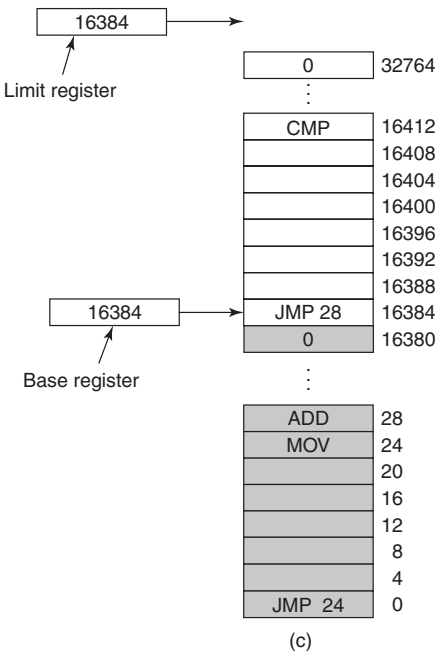 16384
Limit register
0 32764
CMP 16412
16408
16404
16400
16396
16392
16388
16384 JMP 28 16384
0 16380
Base register
ADD 28
MOV 24
20
16
12
8
4
JMP 24 0
(c)